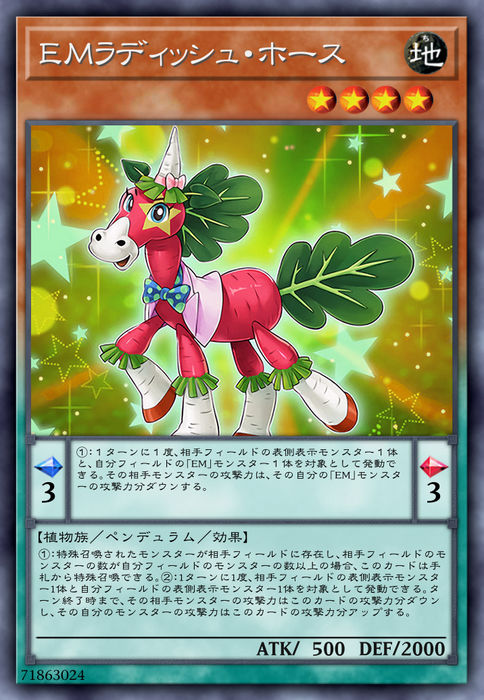 EMラディッシュ・ホース
ち
地
①:１ターンに１度、相手フィールドの表側表示モンスター１体
と、自分フィールドの「EM」モンスター１体を対象として発動で
きる。その相手モンスターの攻撃力は、その自分の「EM」モンスタ
ーの攻撃力分ダウンする。
3
3
【植物族／ペンデュラム／効果】
①:特殊召喚されたモンスターが相手フィールドに存在し、相手フィールドのモ
ンスターの数が自分フィールドのモンスターの数以上の場合、このカードは手
札から特殊召喚できる。②:1ターンに1度、相手フィールドの表側表示モンスタ
ー1体と自分フィールドの表側表示モンスター1体を対象として発動できる。タ
ーン終了時まで、その相手モンスターの攻撃力はこのカードの攻撃力分ダウン
し、その自分のモンスターの攻撃力はこのカードの攻撃力分アップする。
ATK/ 500 DEF/2000
71863024